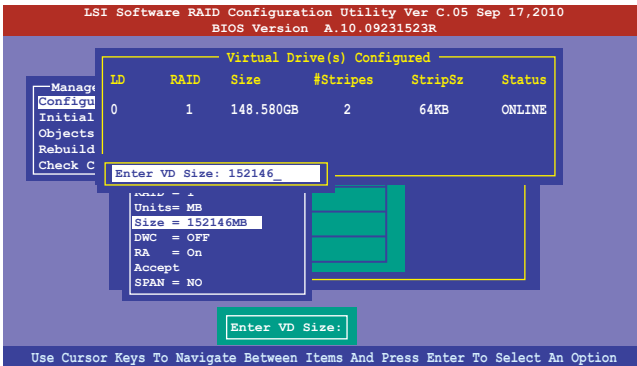 LSI Software RAID Configuration Utility Ver C.05 Sep 17,2010
BIOS Version A.10.09231523R
Virtual Drive(s) Configured
LD RAID Size #Stripes StripSz Status
0 1 148.580GB 2 64KB ONLINE
Manage
Configu
Initial
Objects
Rebuild
Check C
Enter VD Size: 152146_
RAID = 1
Units= MB
Size = 152146MB
DWC = OFF
RA = On
Accept
SPAN = NO
Enter VD Size:
Use Cursor Keys To Navigate Between Items And Press Enter To Select An Option